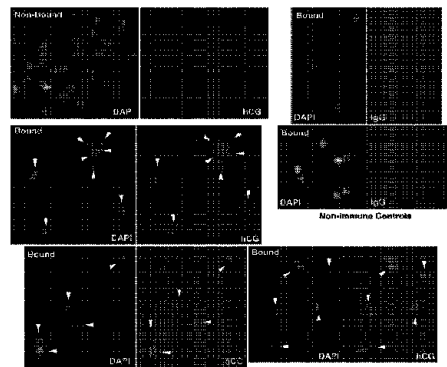 Non-bound
DAPI
hCG
Bound
DAPI
IgG
Bound
DAPI
hCG
Bound
DAPI
IgG
Non-Immune Controls
Bound
DAPI
hCG
Bound
DAPI
hCG